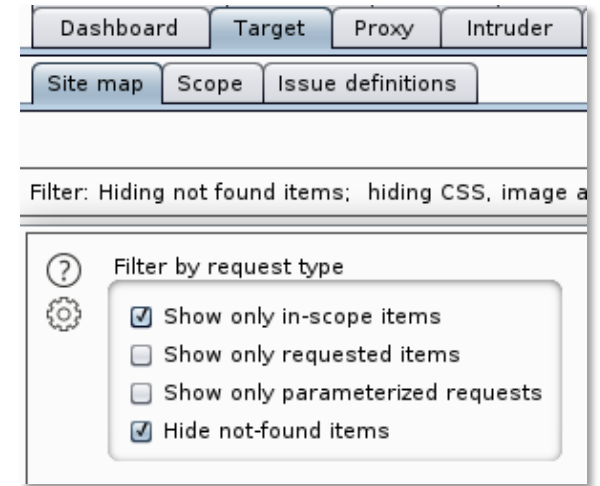 Dashboard Target Proxy Intruder
Site map Scope Issue definitions
Filter: Hiding not found items; hiding CSS, image a
? Filter by request type
Show only in-scope items
Show only requested items
Show only parameterized requests
Hide not-found items